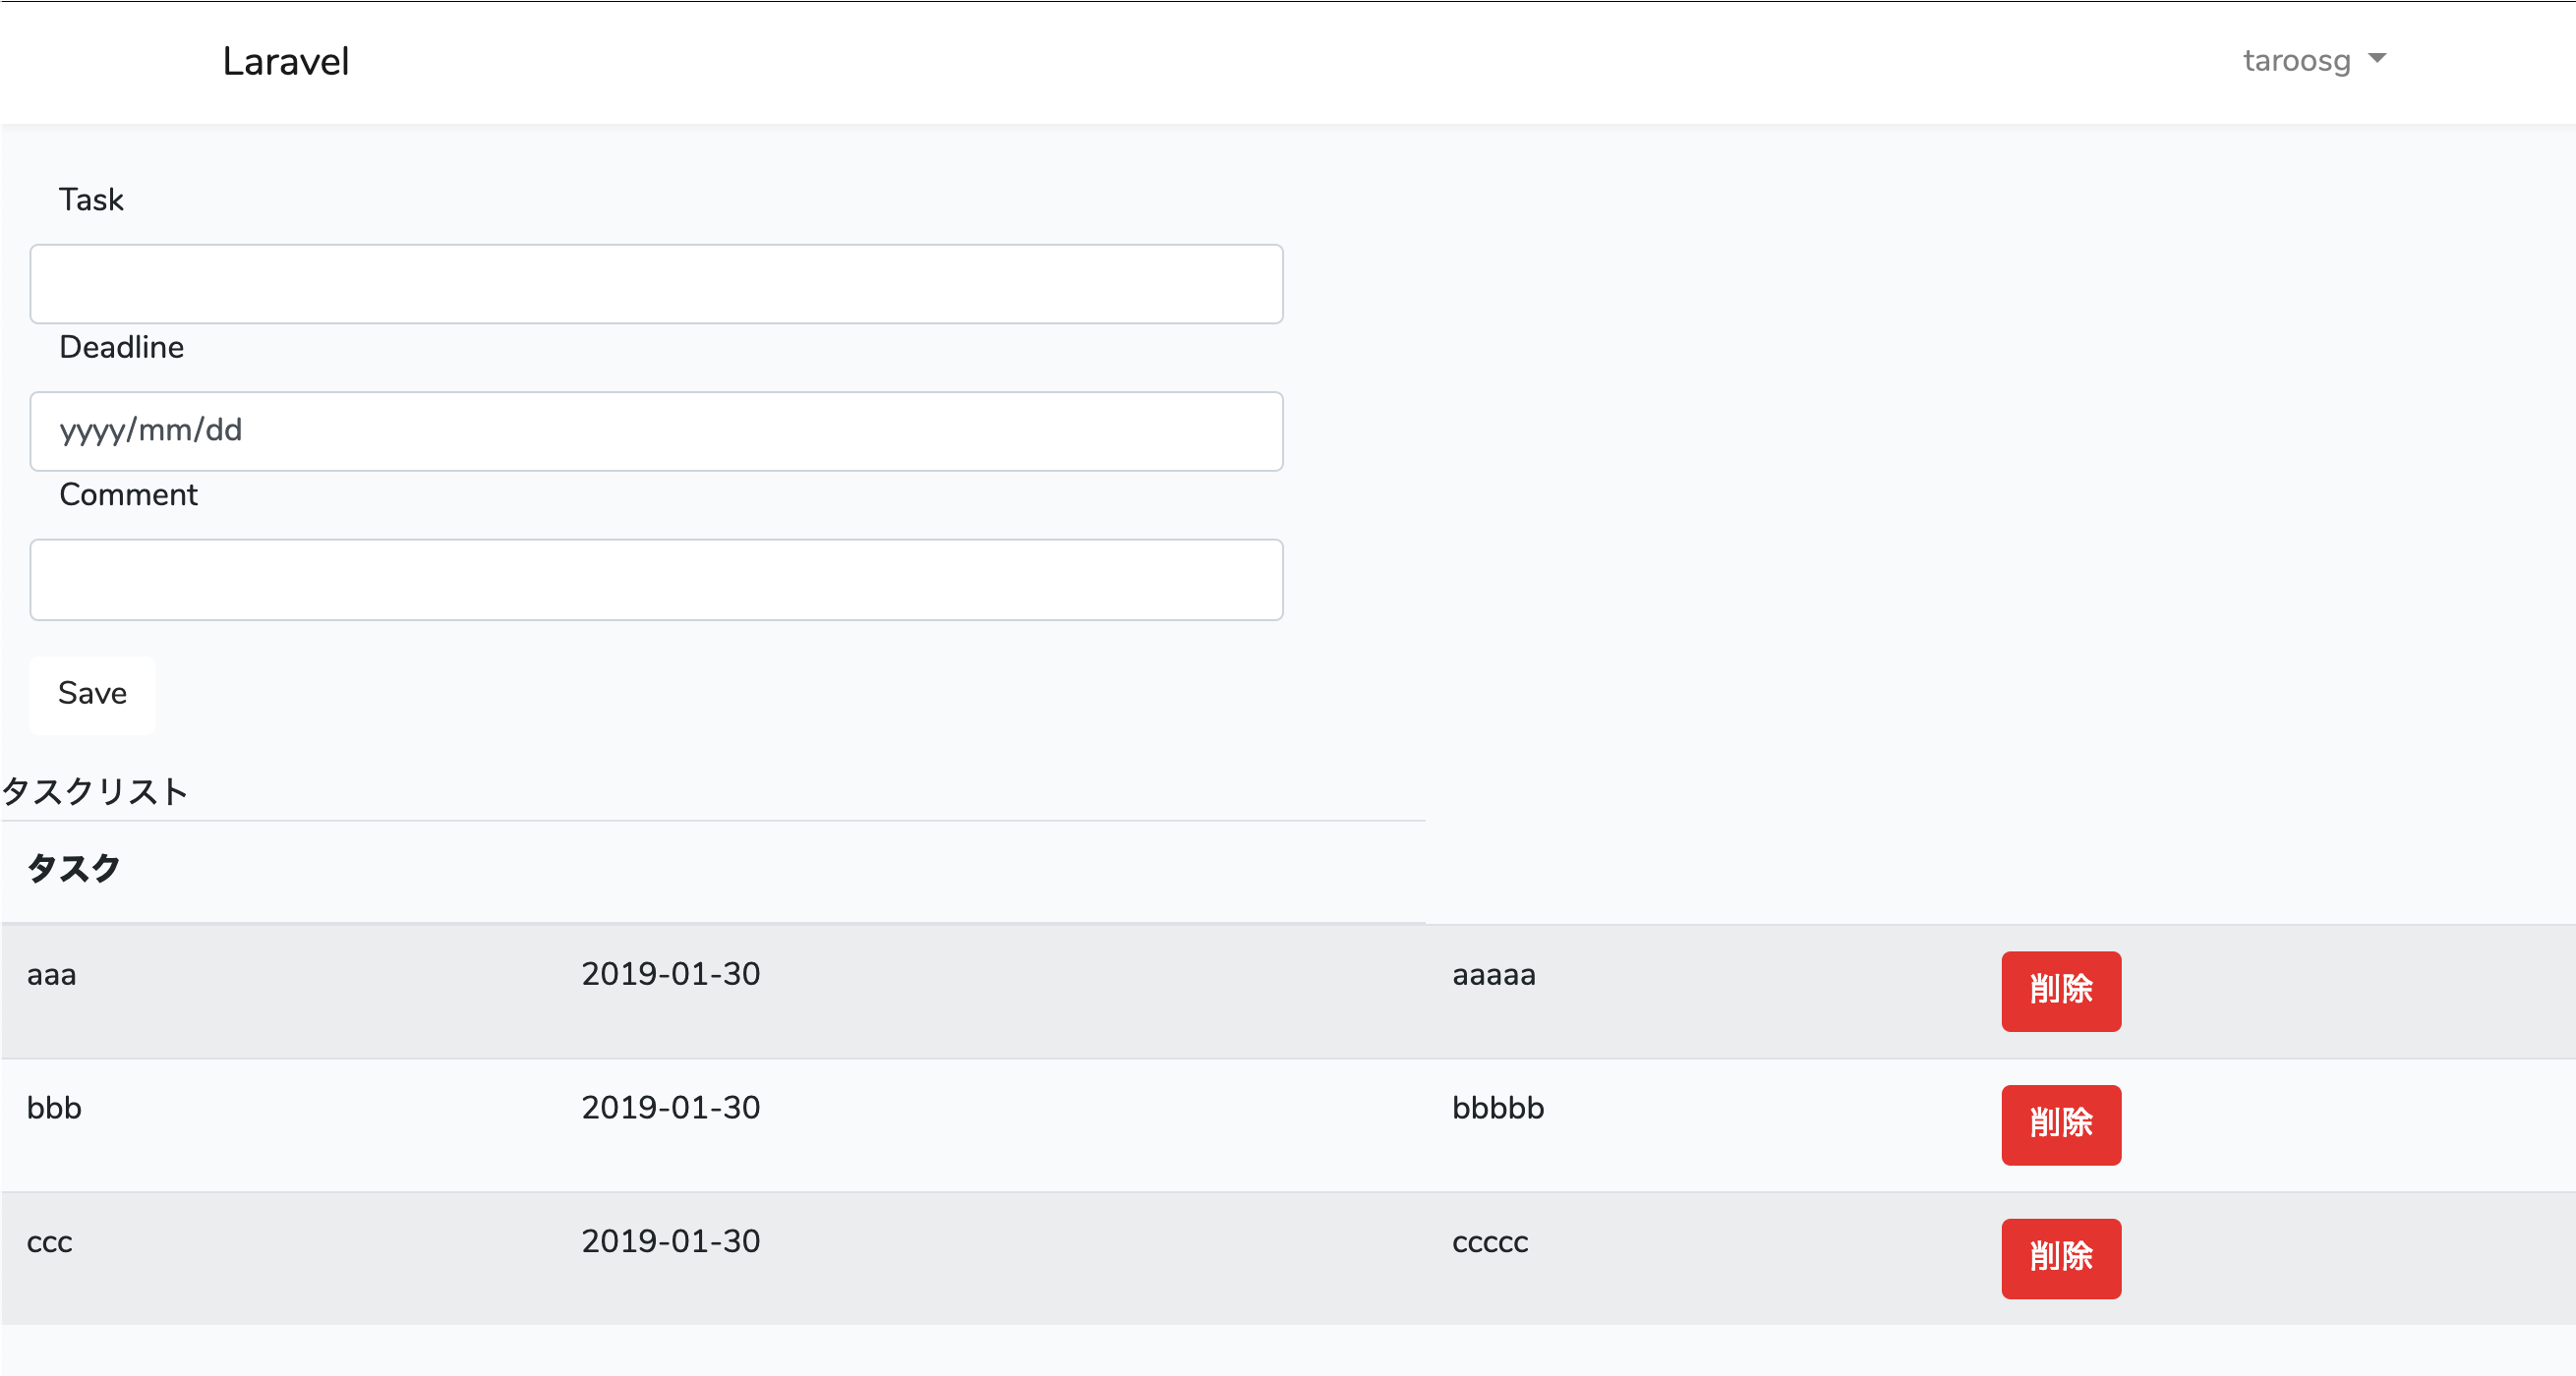 Laravel taroosg
Task
Deadline
yyyy/mm/dd
Comment
Save
タスクリスト
タスク
aaa 2019-01-30 aaaaa 削除
bbb 2019-01-30 bbbbb 削除
ccc 2019-01-30 ccccc 削除